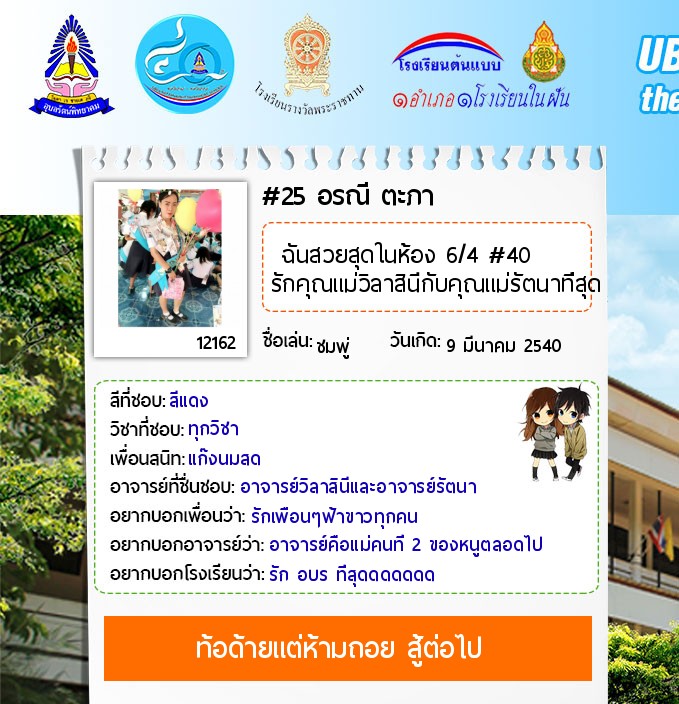 อุบลรัตน์พิทยาคม
โรงเรียนรางวัลพระราชทาน
โรงเรียนต้นแบบ
๑อำเภอ๑โรงเรียนในฝัน
UB
the
#25 อรณี ตะภา
ฉันสวยสุดในห้อง 6/4 #40
รักคุณแม่วิลาสินีกับคุณแม่รัตนาทีสุด
12162
ชื่อเล่น: ชมพู่ วันเกิด: 9 มีนาคม 2540
สีที่ชอบ: สีแดง
วิชาที่ชอบ: ทุกวิชา
เพื่อนสนิท: แก๊งนมสด
อาจารย์ที่ชื่นชอบ: อาจารย์วิลาสินีและอาจารย์รัตนา
อยากบอกเพื่อนว่า: รักเพือนๆฟ้าขาวทุกคน
อยากบอกอาจารย์ว่า: อาจารย์คือแม่คนที 2 ของหนูตลอดไป
อยากบอกโรงเรียนว่า: รัก อบร ทีสุดดดดดดด
ท้อด้ายแต่ห้ามถอย สู้ต่อไป